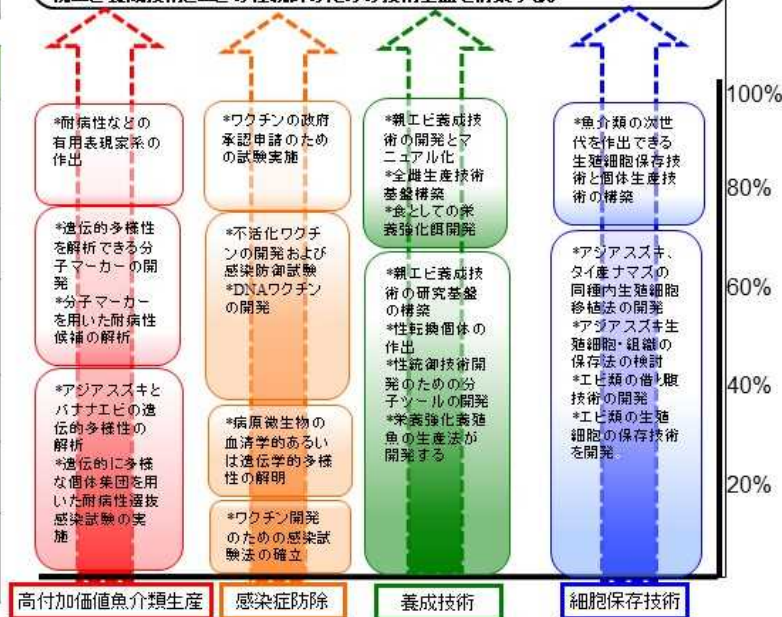 *耐病性などの
有用表現家系の
作出
*遺伝的多様性
を解析できる分
子マーカーの開
発
*分子マーカー
を用いた耐病性
候補の解析
*アジアスズキと
バナナエビの遺
伝的多様性の
解析
*遺伝的に多様
な個体集団を用
いた耐病性選抜
感染試験の実
施
高付加価値魚介類生産
*ワクチンの政府
承認申請のため
の試験実施
*不活化ワクチ
ンの開発および
感染防御試験
*DNAワクチン
の開発
*病原微生物の
血清学的あるい
は遺伝学的多様
性の解明
*ワクチン開発
のための感染試
験法の確立
感染症防除
*親エビ養成技
術の開発とマ
ニュアル化
*全雌生産技術
基盤構築
*食としての栄
養強化餌開発
*親エビ養成技
術の研究基盤
の構築
*性転換個体の
作出
*性統御技術開
発のための分
子ツールの開発
*栄養強化養殖
魚の生産法が
開発する
養成技術
*魚介類の次世
代を作出できる
生殖細胞保存技
術と個体生産技
術の構築
*アジアスズキ、
タイ産ナマズの
同種内生殖細胞
移植法の開発
*アジアスズキ生
殖細胞・組織の
保存法の検討
*エビ類の借り腹
技術の開発
*エビ類の生殖
細胞の保存技術
を開発。
細胞保存技術
100%
80%
60%
40%
20%